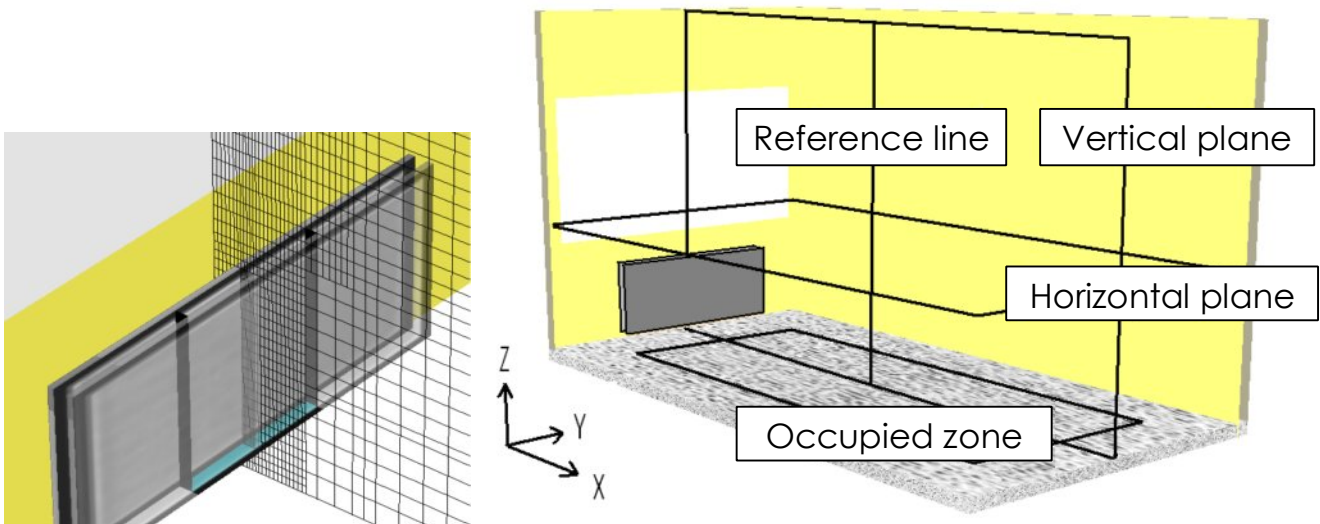 Reference line
Vertical plane
Horizontal plane
Occupied zone
Z
Y
X